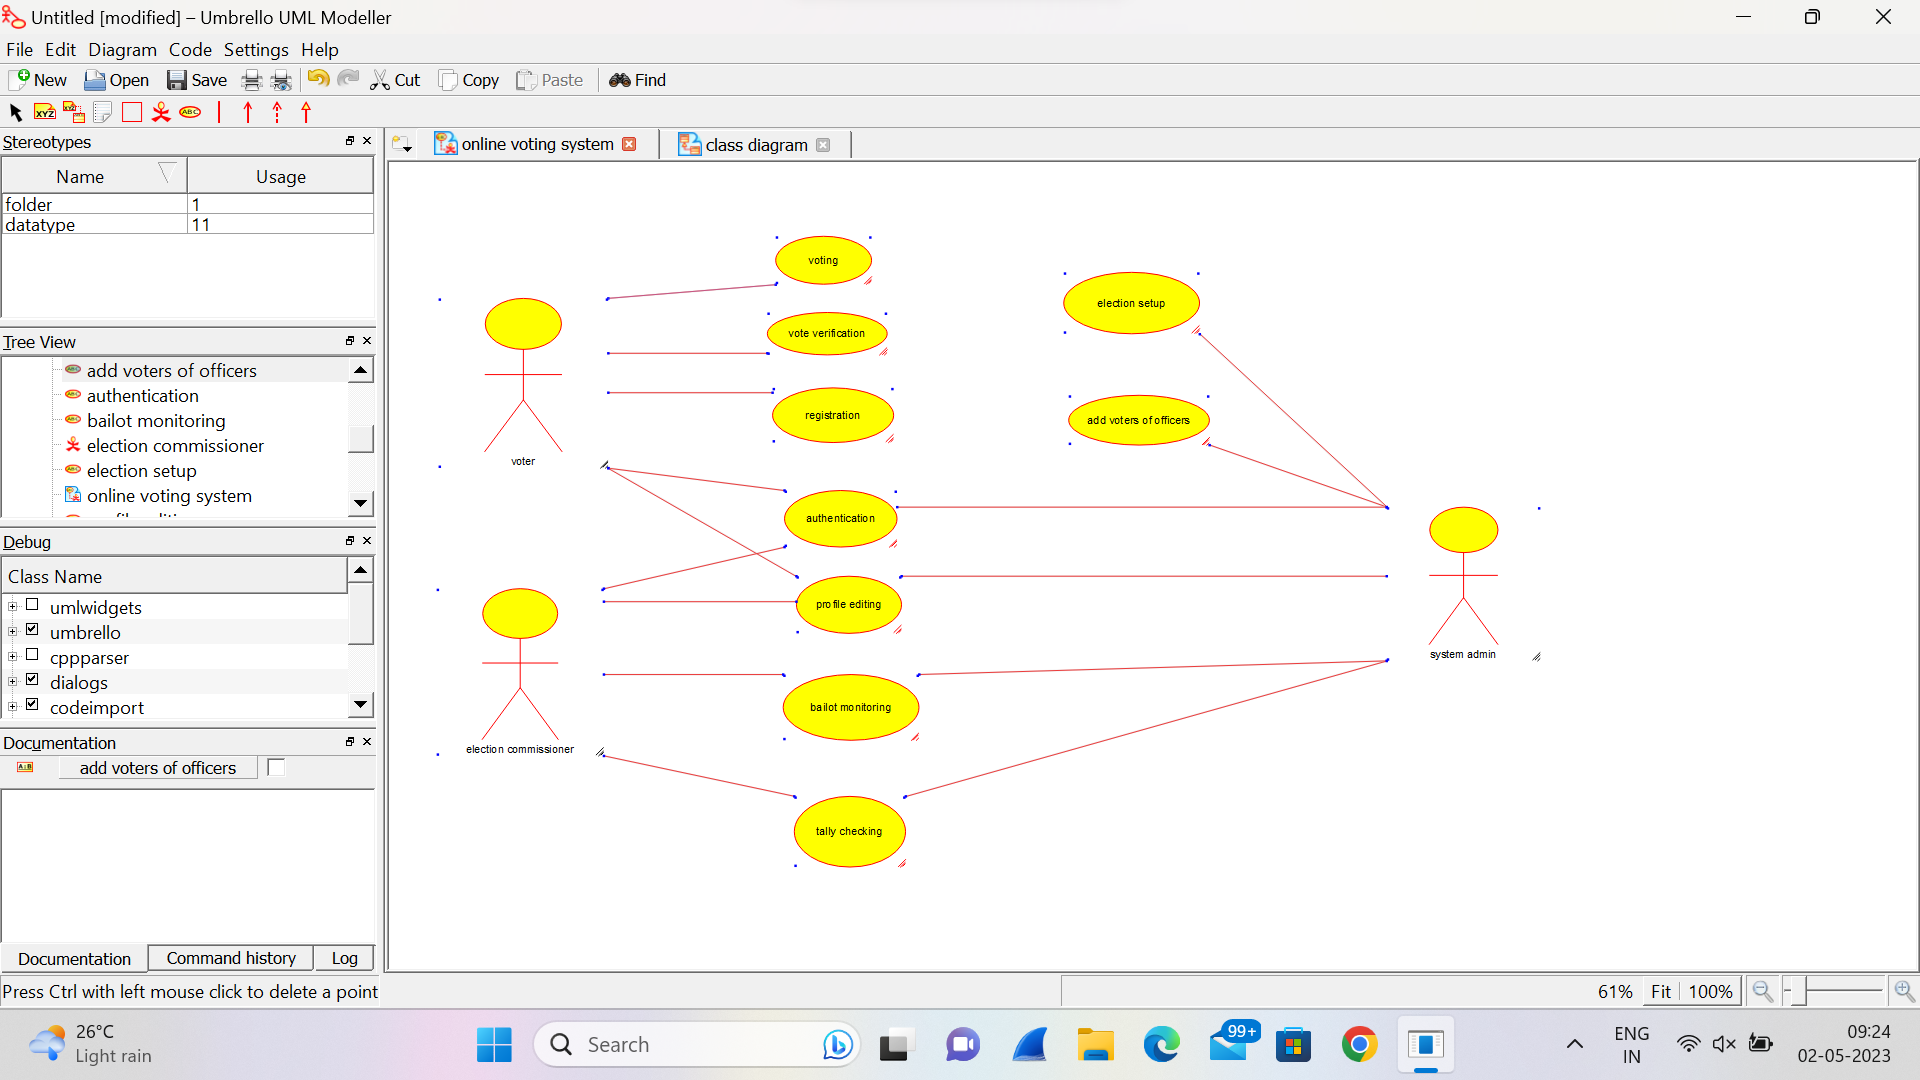 Untitled [modified] – Umbrello UML Modeller
File Edit Diagram Code Settings Help
New Open Save Cut Copy Paste Find
XYZ XYZ ABC
Stereotypes
Name Usage
folder 1
datatype 11
Tree View
add voters of officers
authentication
bailot monitoring
election commissioner
election setup
online voting system
Debug
Class Name
umlwidgets
umbrello
cppparser
dialogs
codeimport
Documentation
add voters of officers
Documentation Command history Log
Press Ctrl with left mouse click to delete a point
online voting system class diagram
voting
election setup
vote verification
registration
add voters of officers
voter
authentication
profile editing
system admin
bailot monitoring
election commissioner
tally checking
61% Fit 100%
26°C
Light rain
Search
99+
ENG
IN
09:24
02-05-2023